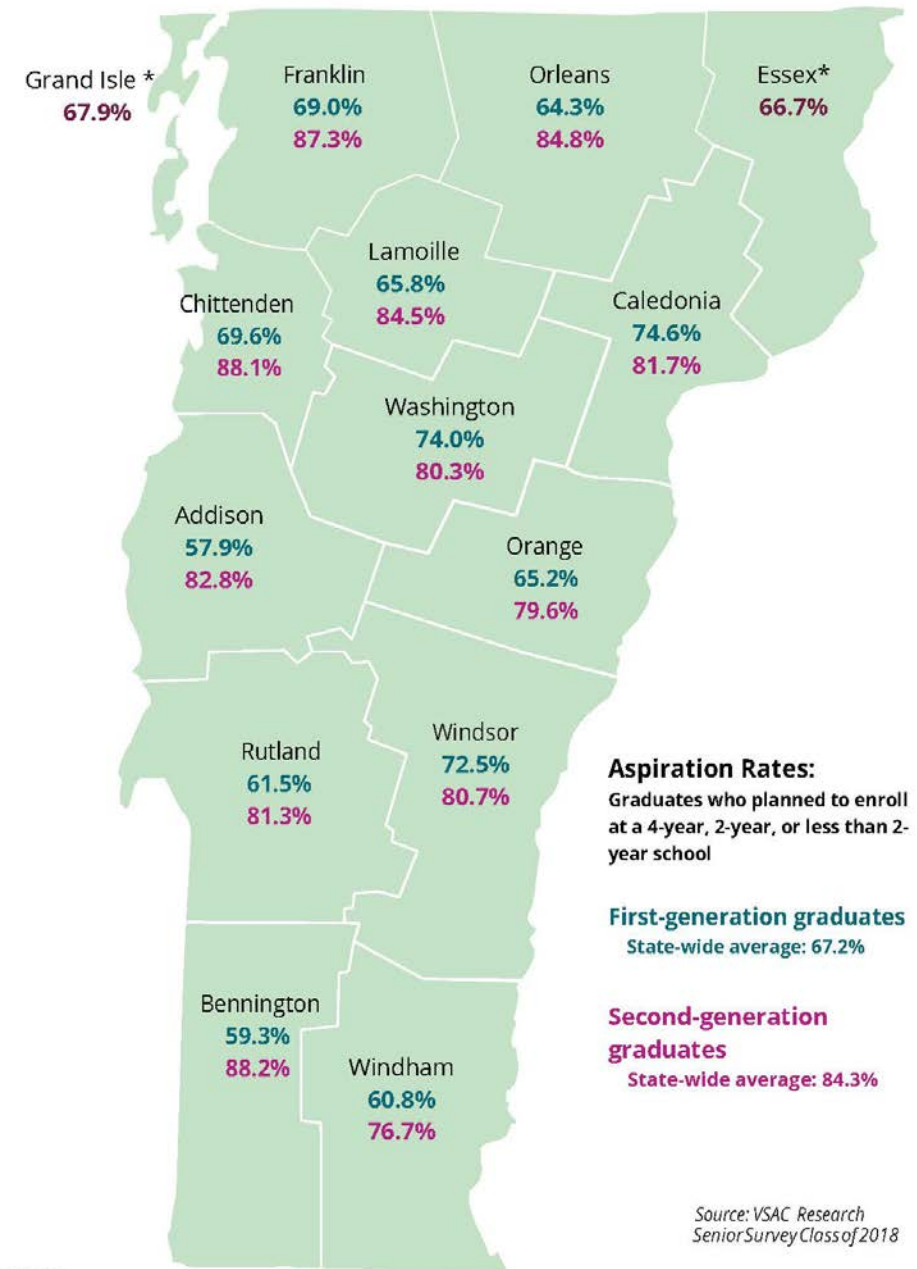 Grand Isle *
67.9%
Franklin
69.0%
87.3%
Orleans
64.3%
84.8%
Essex*
66.7%
Lamoille
65.8%
84.5%
Chittenden
69.6%
88.1%
Caledonia
74.6%
81.7%
Washington
74.0%
80.3%
Addison
57.9%
82.8%
Orange
65.2%
79.6%
Rutland
61.5%
81.3%
Windsor
72.5%
80.7%
Bennington
59.3%
88.2%
Windham
60.8%
76.7%
Aspiration Rates:
Graduates who planned to enroll
at a 4-year, 2-year, or less than 2-
year school
First-generation graduates
State-wide average: 67.2%
Second-generation
graduates
State-wide average: 84.3%
Source: VSAC Research
Senior Survey Class of 2018